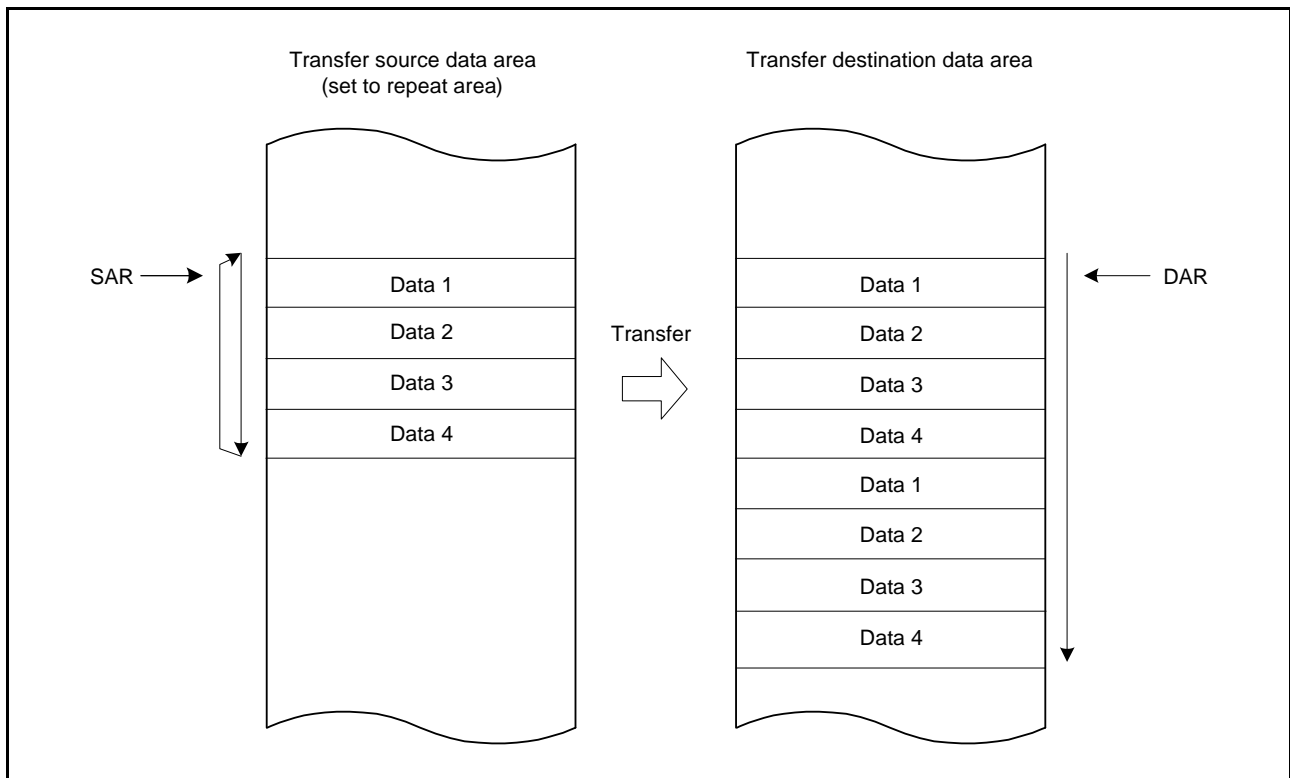 Transfer source data area
(set to repeat area)
Transfer destination data area
SAR
Data 1
Data 2
Data 3
Data 4
Transfer
Data 1
Data 2
Data 3
Data 4
Data 1
Data 2
Data 3
Data 4
DAR